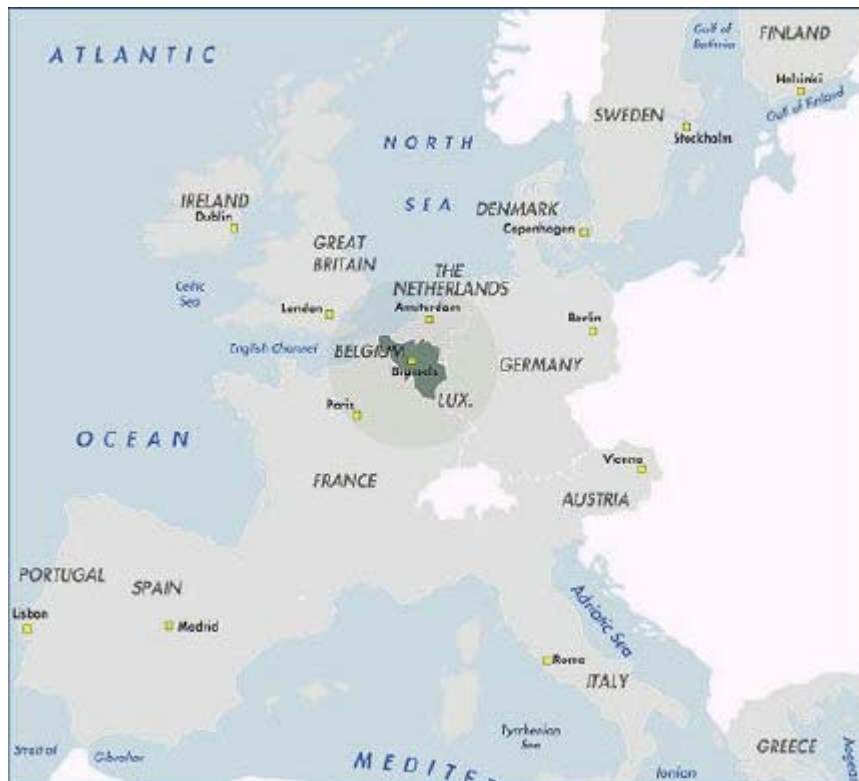 ATLANTIC
Gulf of
Bothnia
FINLAND
Helsinki
Gulf of Finland
SWEDEN
Stockholm
NORTH
SEA
IRELAND
Dublin
DENMARK
Copenhagen
GREAT
BRITAIN
THE
NETHERLANDS
Amsterdam
Celtic
Sea
London
Berlin
English Channel
BELGIUM
Brussels
GERMANY
LUX.
Paris
OCEAN
Vienna
FRANCE
AUSTRIA
PORTUGAL
SPAIN
Lisbon
Madrid
Adriatic Sea
Roma
ITALY
Tyrrhenian
Sea
Strait of
Gibraltar
MEDITE
Ionian
GREECE